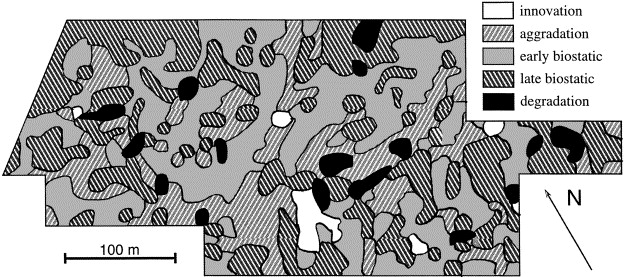 innovation
aggradation
early biostatic
late biostatic
degradation
N
100 m